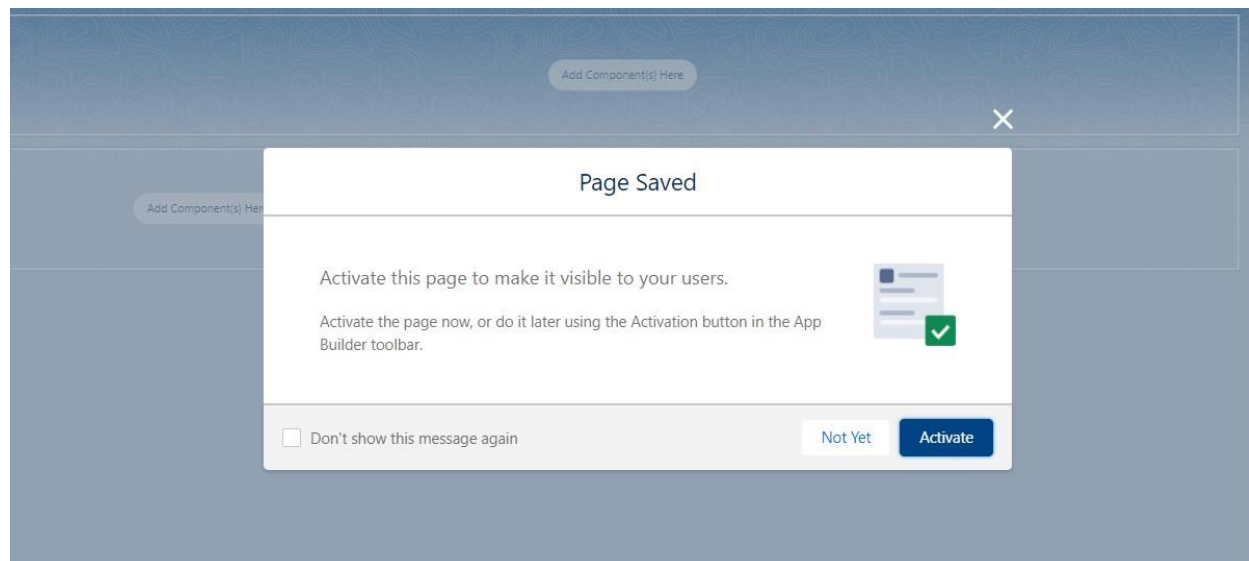 Add Component(s) Here
Page Saved
Add Component(s) Her
Activate this page to make it visible to your users.
Activate the page now, or do it later using the Activation button in the App
Builder toolbar.
Don't show this message again
Not Yet
Activate